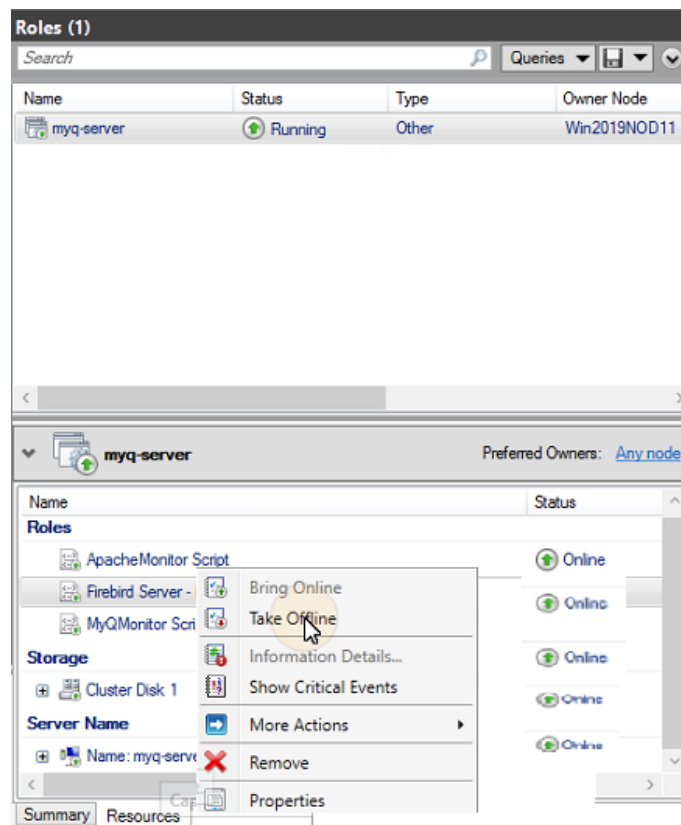 Roles (1)
Search
Queries
Name Status Type Owner Node
myq-server Running Other Win2019NOD11
myq-server Preferred Owners: Any node
Name Status
Roles
ApacheMonitor Script Online
Firebird Server - Online
MyQMonitor Scri Online
Storage
Cluster Disk 1 Online
Server Name
Name: myq-serve Online
Bring Online
Take Offline
Information Details...
Show Critical Events
More Actions
Remove
Properties
Summary Resources